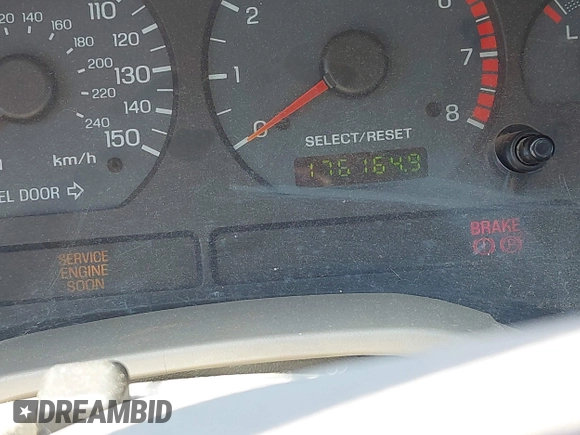 120 140 160 180 200 220 240
110 120 130 140 150
km/h
EL DOOR
0 1 2 6 7 8
SELECT/RESET
176164.9
L
SERVICE
ENGINE
SOON
BRAKE
(!) (P)
DREAMBID